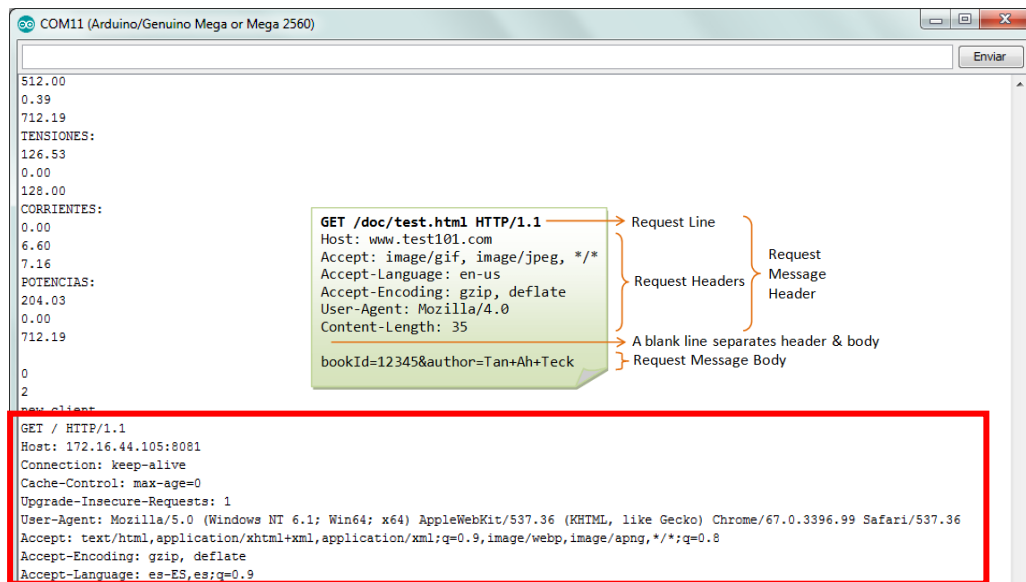 COM11 (Arduino/Genuino Mega or Mega 2560)
Enviar
512.00
0.39
712.19
TENSIONES:
126.53
0.00
128.00
CORRIENTES:
0.00
6.60
7.16
POTENCIAS:
204.03
0.00
712.19
0
2
new client
GET /doc/test.html HTTP/1.1
Host: www.test101.com
Accept: image/gif, image/jpeg, */*
Accept-Language: en-us
Accept-Encoding: gzip, deflate
User-Agent: Mozilla/4.0
Content-Length: 35
bookId=12345&author=Tan+Ah+Teck
Request Line
Request Headers
Request
Message
Header
A blank line separates header & body
Request Message Body
GET / HTTP/1.1
Host: 172.16.44.105:8081
Connection: keep-alive
Cache-Control: max-age=0
Upgrade-Insecure-Requests: 1
User-Agent: Mozilla/5.0 (Windows NT 6.1; Win64; x64) AppleWebKit/537.36 (KHTML, like Gecko) Chrome/67.0.3396.99 Safari/537.36
Accept: text/html,application/xhtml+xml,application/xml;q=0.9,image/webp,image/apng,*/*;q=0.8
Accept-Encoding: gzip, deflate
Accept-Language: es-ES,es;q=0.9